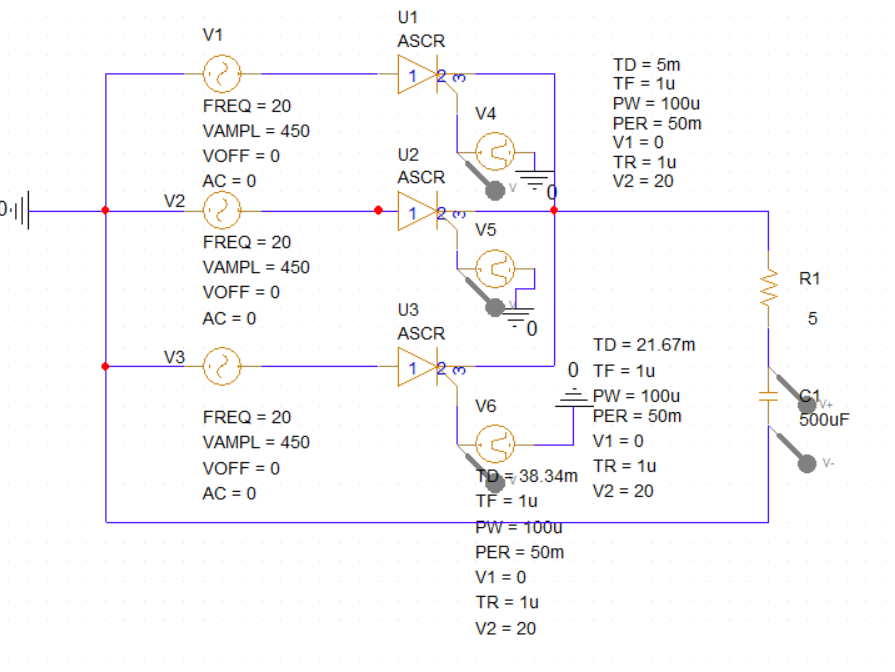 V1
FREQ = 20
VAMPL = 450
VOFF = 0
AC = 0
U1
ASCR
1
2
3
V4
V
0
TD = 5m
TF = 1u
PW = 100u
PER = 50m
V1 = 0
TR = 1u
V2 = 20
0
V2
FREQ = 20
VAMPL = 450
VOFF = 0
AC = 0
U2
ASCR
1
2
3
V5
0
R1
5
V3
FREQ = 20
VAMPL = 450
VOFF = 0
AC = 0
U3
ASCR
1
2
3
V6
0
TD = 21.67m
TF = 1u
PW = 100u
PER = 50m
V1 = 0
TR = 1u
V2 = 20
C1
500uF
V+
V-
TD = 38.34m
TF = 1u
PW = 100u
PER = 50m
V1 = 0
TR = 1u
V2 = 20